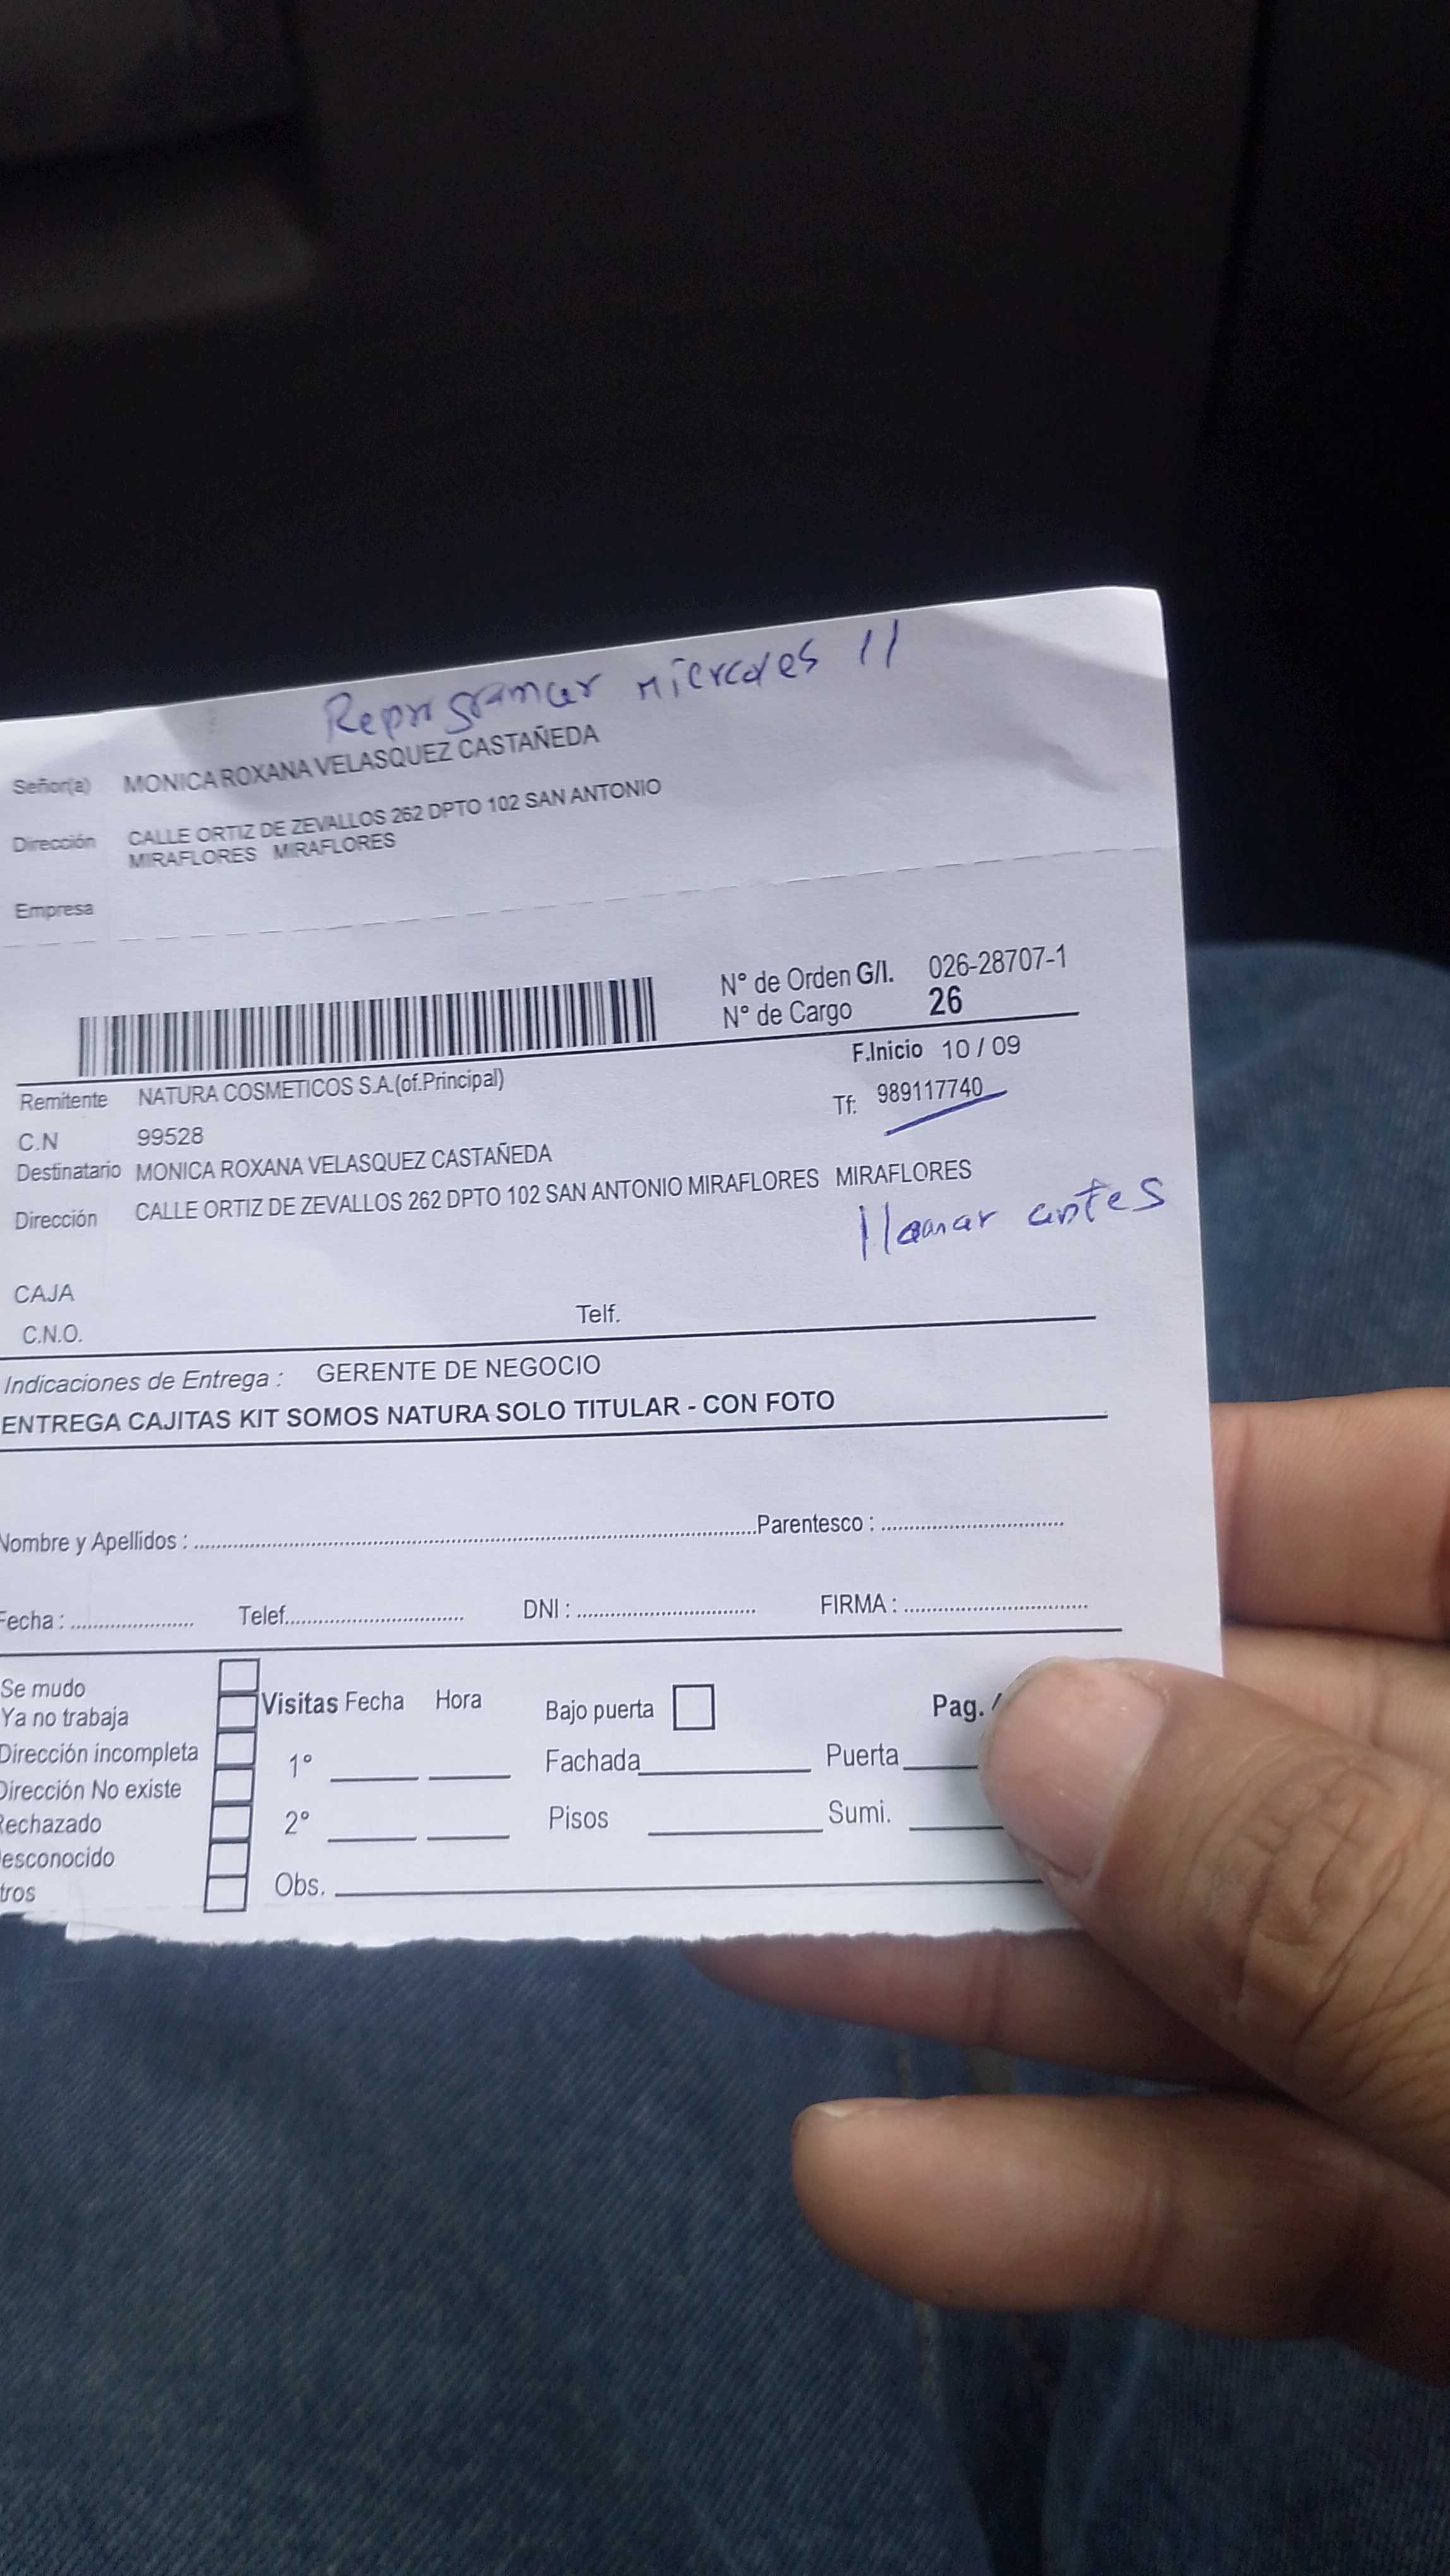 Reprogramar miercoles 11
Señor(a) MONICA ROXANA VELASQUEZ CASTAÑEDA
Dirección CALLE ORTIZ DE ZEVALLOS 262 DPTO 102 SAN ANTONIO
MIRAFLORES MIRAFLORES
Empresa
N° de Orden G/I. 026-28707-1
N° de Cargo 26
F.Inicio 10 / 09
Remitente NATURA COSMETICOS S.A.(of.Principal)
Tf: 989117740
C.N 99528
Destinatario MONICA ROXANA VELASQUEZ CASTAÑEDA
Dirección CALLE ORTIZ DE ZEVALLOS 262 DPTO 102 SAN ANTONIO MIRAFLORES MIRAFLORES
llamar antes
CAJA
C.N.O. Telf.
Indicaciones de Entrega : GERENTE DE NEGOCIO
ENTREGA CAJITAS KIT SOMOS NATURA SOLO TITULAR - CON FOTO
Nombre y Apellidos : Parentesco :
Fecha : Telef. DNI : FIRMA :
Se mudo
Ya no trabaja Visitas Fecha Hora Bajo puerta Pag.
Dirección incompleta 1° Fachada Puerta
Dirección No existe
Rechazado 2° Pisos Sumi.
esconocido
tros Obs.